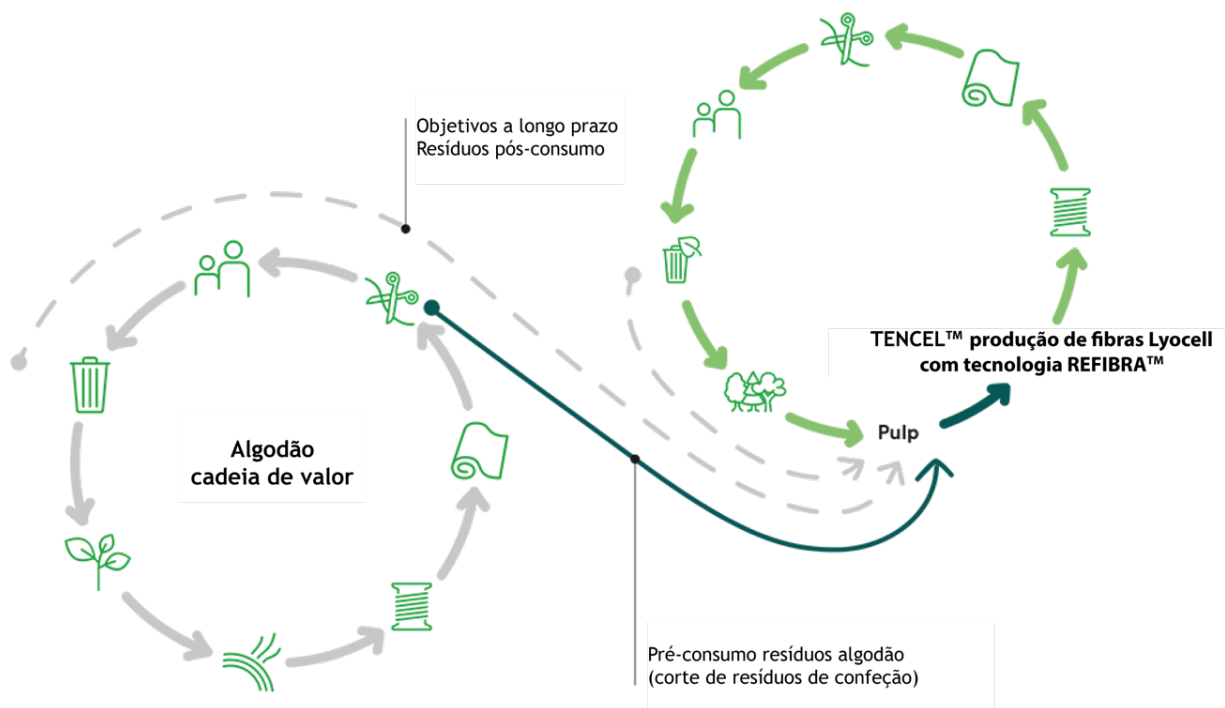 Objetivos a longo prazo
Resíduos pós-consumo
TENCEL™ produção de fibras Lyocell
com tecnologia REFIBRA™
Pulp
Algodão
cadeia de valor
Pré-consumo resíduos algodão
(corte de resíduos de confeção)